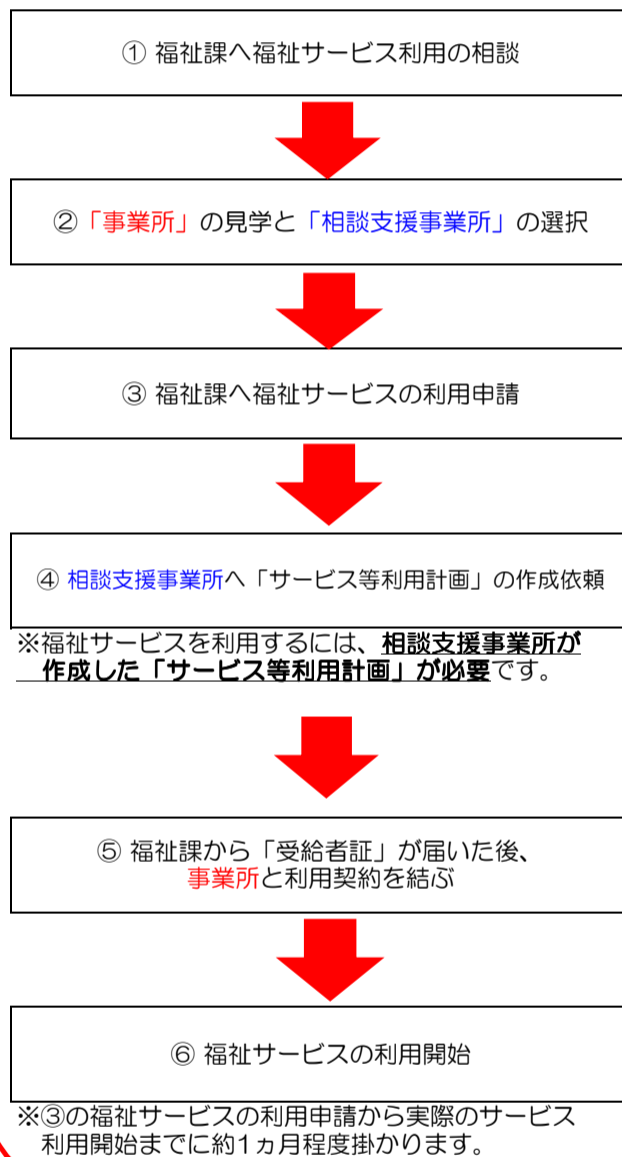 ① 福祉課へ福祉サービス利用の相談
②「事業所」の見学と「相談支援事業所」の選択
③ 福祉課へ福祉サービスの利用申請
④ 相談支援事業所へ「サービス等利用計画」の作成依頼
※福祉サービスを利用するには、相談支援事業所が
作成した「サービス等利用計画」が必要です。
⑤ 福祉課から「受給者証」が届いた後、
事業所と利用契約を結ぶ
⑥ 福祉サービスの利用開始
※③の福祉サービスの利用申請から実際のサービス
利用開始までに約1ヵ月程度掛かります。